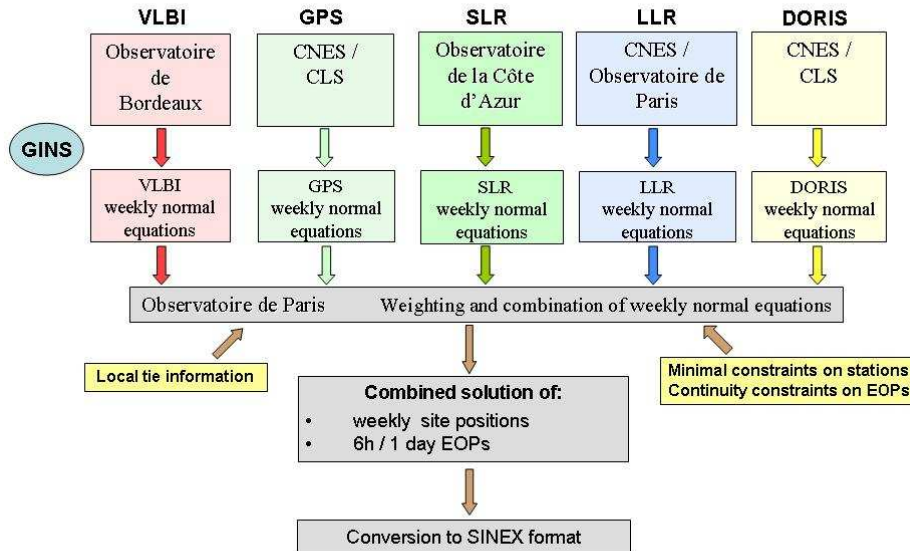 VLBI
GPS
SLR
LLR
DORIS
Observatoire
de
Bordeaux
CNES /
CLS
Observatoire
de la Côte
d'Azur
CNES /
Observatoire de
Paris
CNES /
CLS
GINS
VLBI
weekly normal
equations
GPS
weekly normal
equations
SLR
weekly normal
equations
LLR
weekly normal
equations
DORIS
weekly normal
equations
Observatoire de Paris
Weighting and combination of weekly normal equations
Local tie information
Minimal constraints on stations
Continuity constraints on EOPs
Combined solution of:
• weekly site positions
• 6h / 1 day EOPs
Conversion to SINEX format